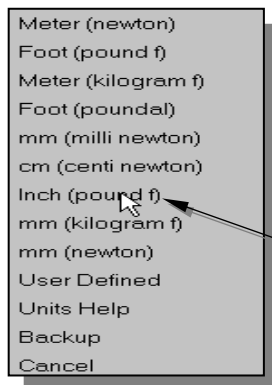 Meter (newton)
Foot (pound f)
Meter (kilogram f)
Foot (poundal)
mm (milli newton)
cm (centi newton)
Inch (pound f)
mm (kilogram f)
mm (newton)
User Defined
Units Help
Backup
Cancel